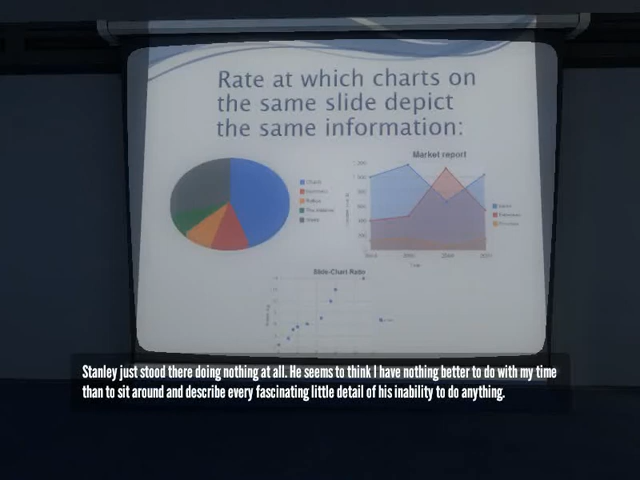 Rate at which charts on
the same slide depict
the same information:
Market report
Slide-Chart Ratio
Stanley just stood there doing nothing at all. He seems to think I have nothing better to do with my time
than to sit around and describe every fascinating little detail of his inability to do anything.